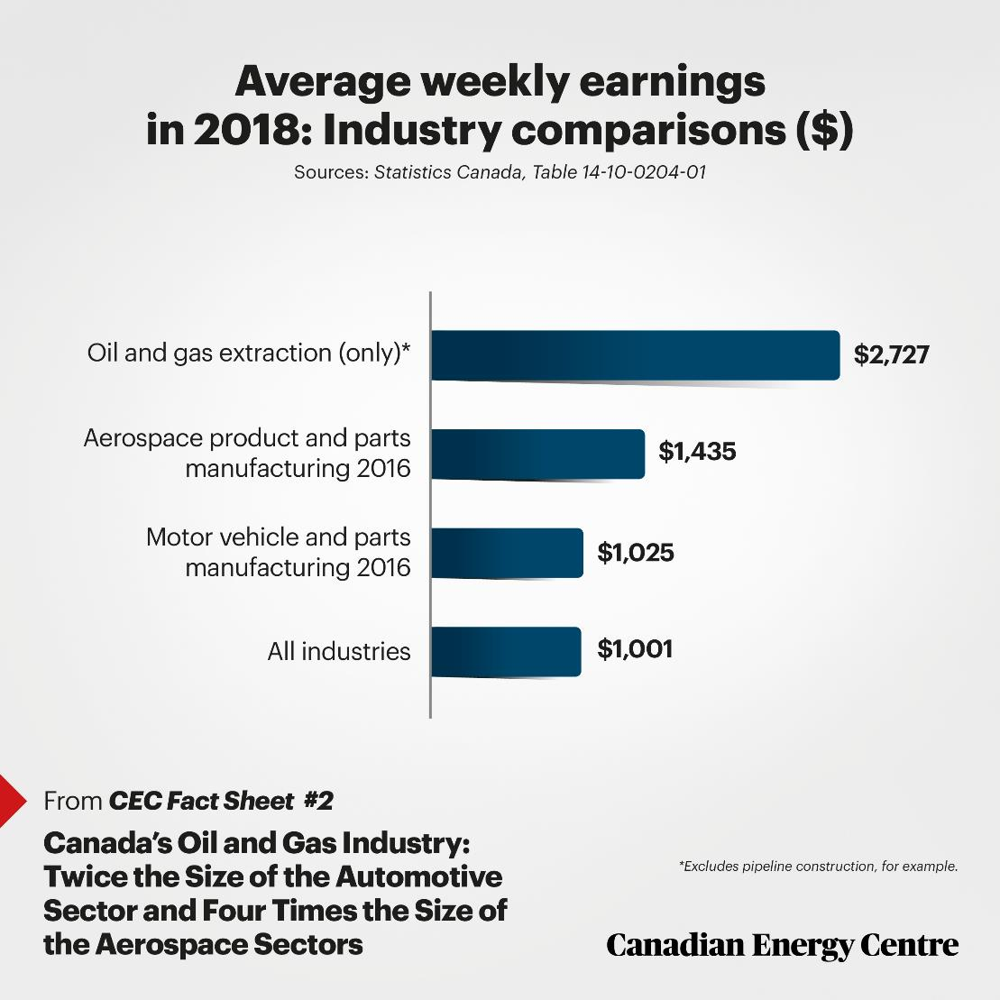 Average weekly earnings
in 2018: Industry comparisons ($)
Sources: Statistics Canada, Table 14-10-0204-01
Oil and gas extraction (only)*
$2,727
Aerospace product and parts
manufacturing 2016
$1,435
Motor vehicle and parts
manufacturing 2016
$1,025
All industries
$1,001
From CEC Fact Sheet #2
Canada’s Oil and Gas Industry:
Twice the Size of the Automotive
Sector and Four Times the Size of
the Aerospace Sectors
*Excludes pipeline construction, for example.
Canadian Energy Centre